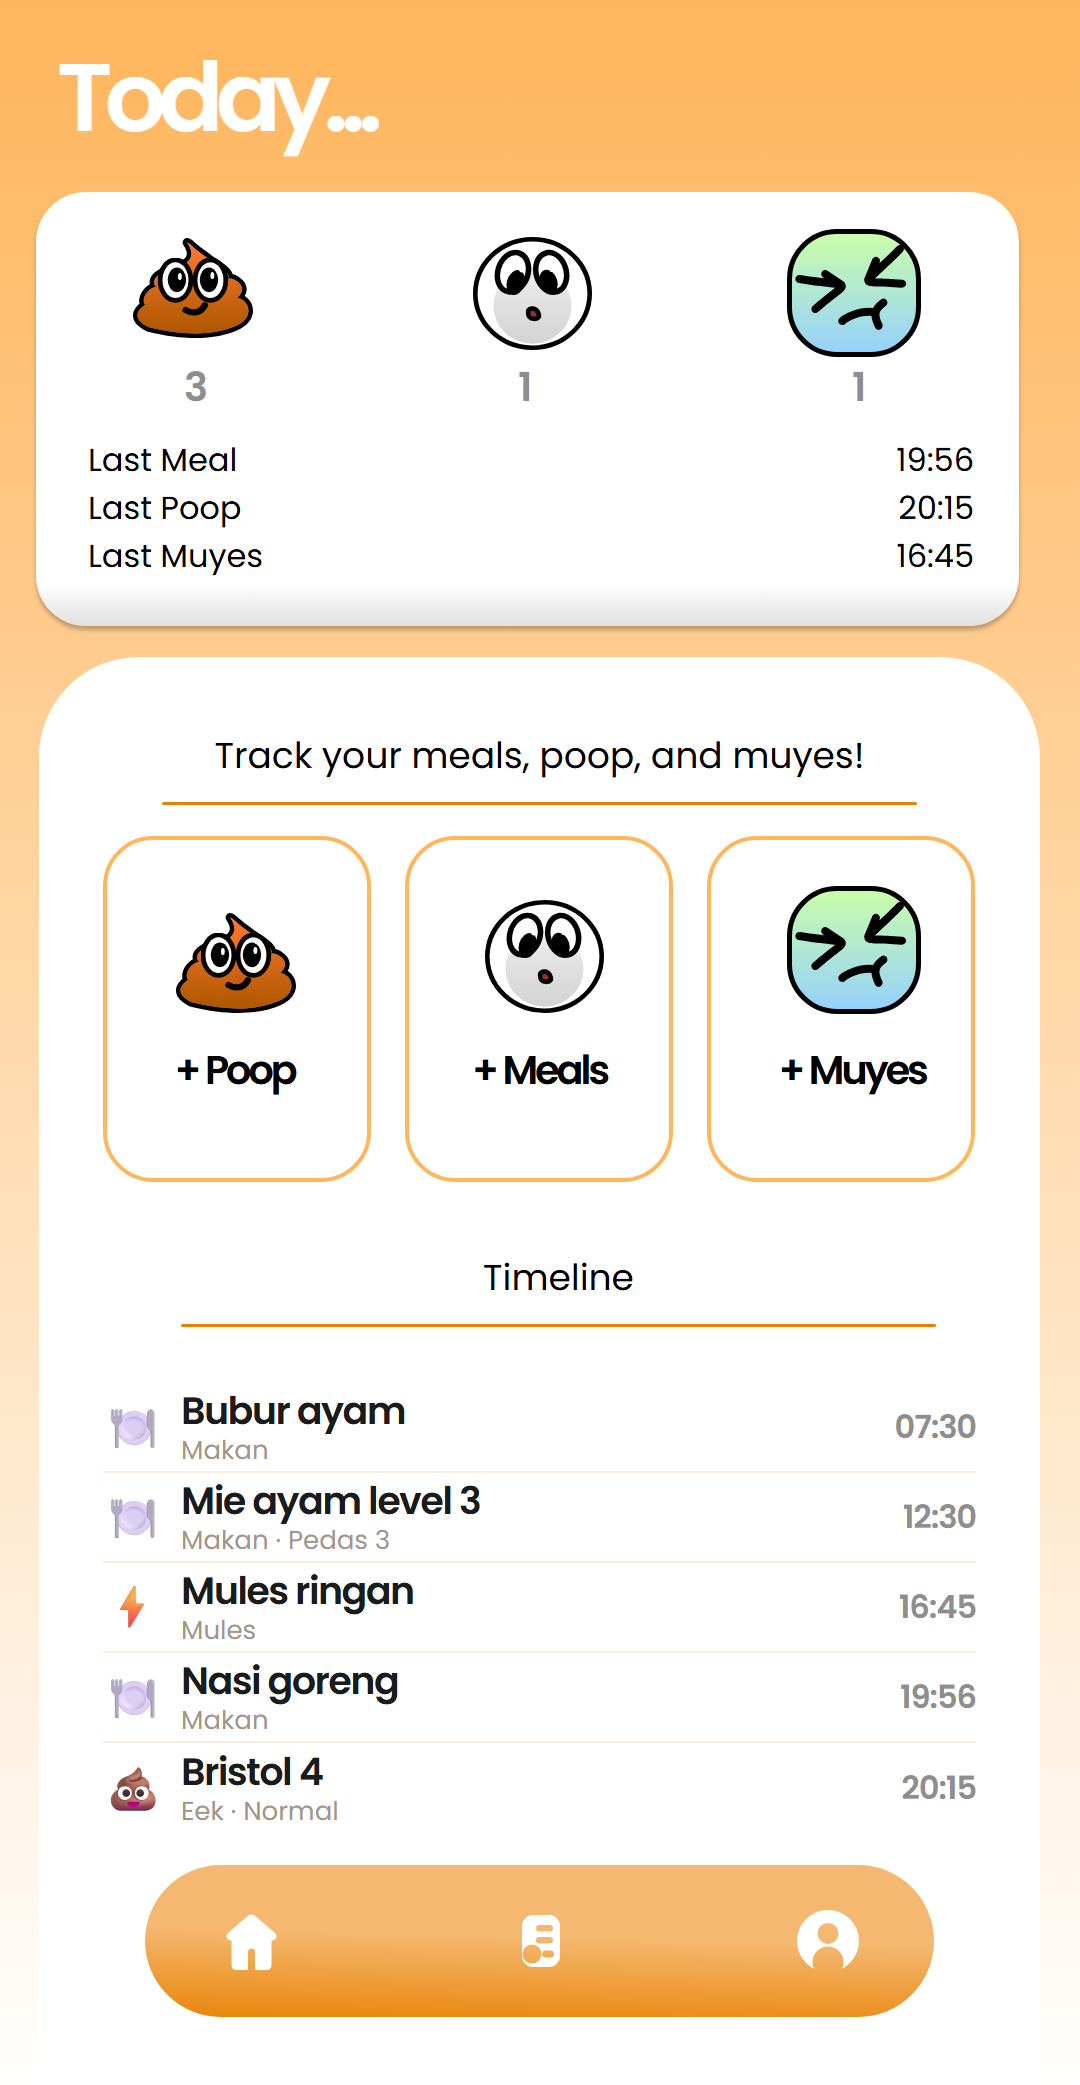 Today...
3 1 1
Last Meal 19:56
Last Poop 20:15
Last Muyes 16:45
Track your meals, poop, and muyes!
+ Poop + Meals + Muyes
Timeline
Bubur ayam 07:30
Makan
Mie ayam level 3 12:30
Makan · Pedas 3
Mules ringan 16:45
Mules
Nasi goreng 19:56
Makan
Bristol 4 20:15
Eek · Normal